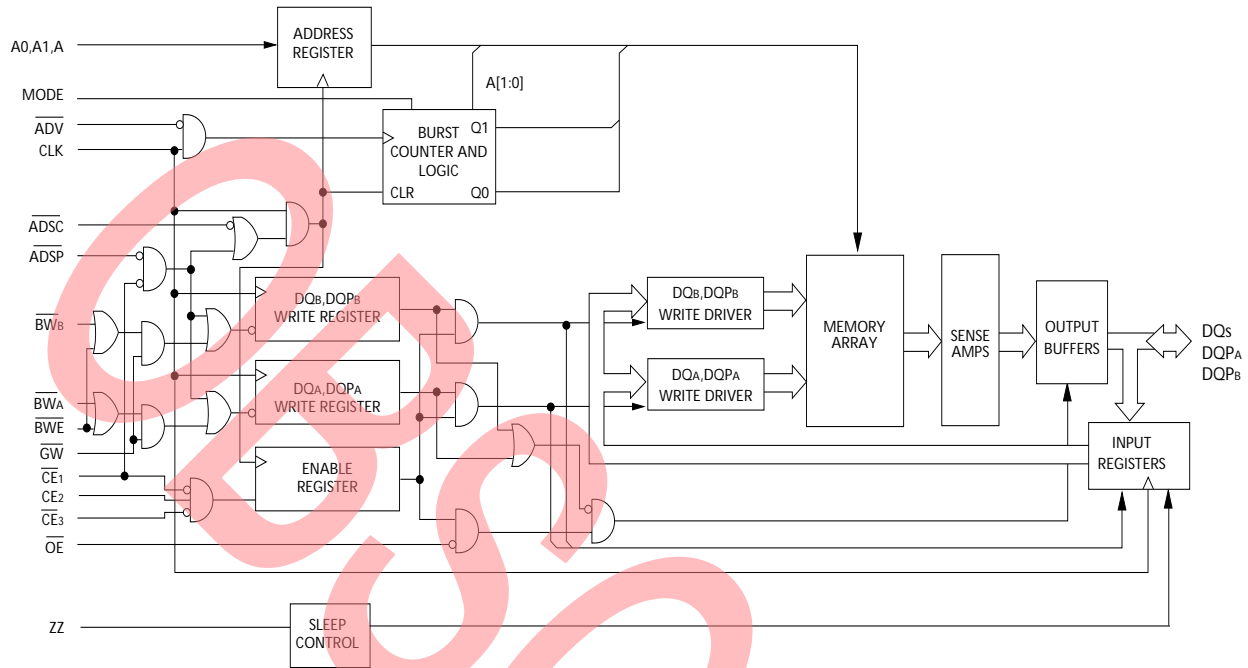 A0,A1,A
MODE
ADV
CLK
ADSC
ADSP
BWB
BWA
BWE
GW
CE1
CE2
CE3
OE
ZZ
ADDRESS
REGISTER
A[1:0]
BURST
COUNTER AND
LOGIC
Q1
CLR
Q0
DQB,DQPB
WRITE REGISTER
DQA,DQPA
WRITE REGISTER
ENABLE
REGISTER
SLEEP
CONTROL
DQB,DQPB
WRITE DRIVER
DQA,DQPA
WRITE DRIVER
MEMORY
ARRAY
SENSE
AMPS
OUTPUT
BUFFERS
INPUT
REGISTERS
DQs
DQPA
DQPB